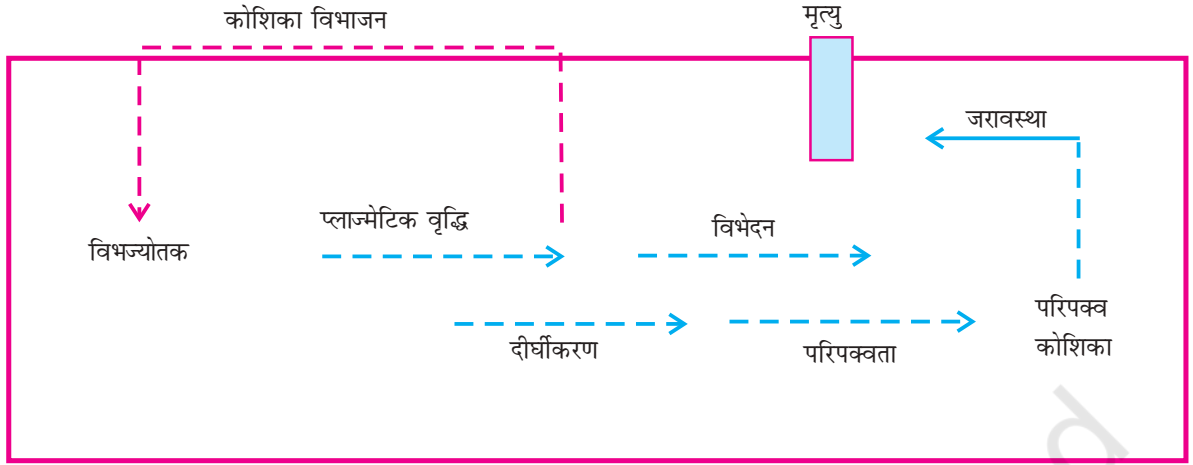 कोशिका विभाजन
मृत्यु
जरावस्था
प्लाज्मेटिक वृद्धि
विभेदन
विभज्योतक
परिपक्व
कोशिका
दीर्घीकरण
परिपक्वता
d